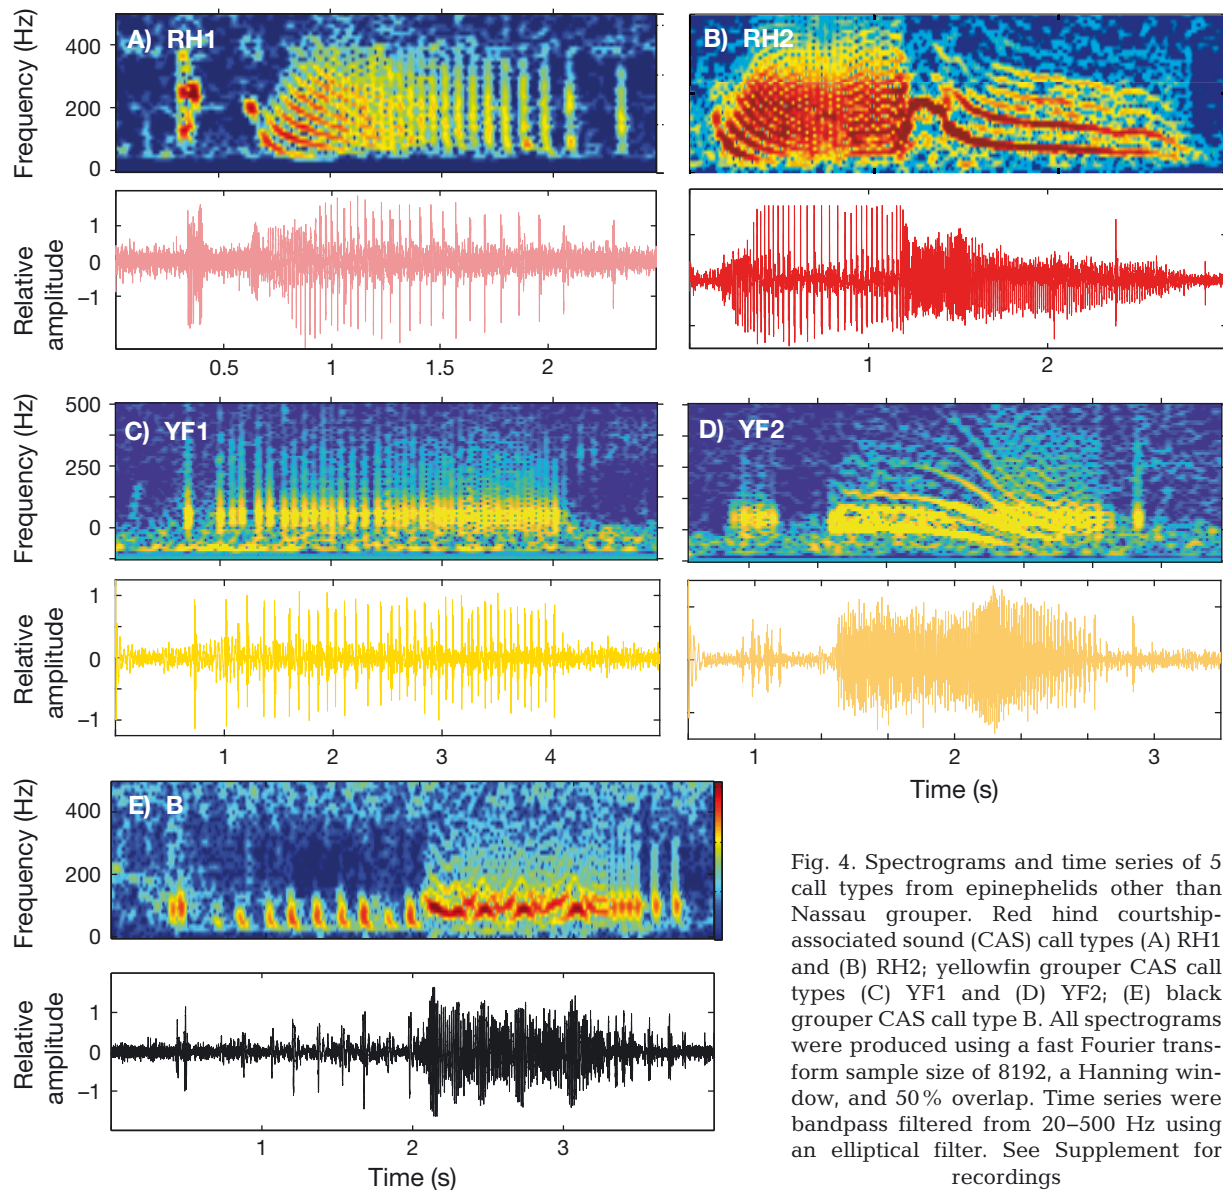 Frequency (Hz)
400
200
0
A) RH1
B) RH2
Relative
amplitude
1
0
−1
0.5
1
1.5
2
1
2
Frequency (Hz)
500
250
0
C) YF1
D) YF2
Relative
amplitude
1
0
−1
1
2
3
4
1
2
3
Time (s)
Frequency (Hz)
400
200
0
E) B
Relative
amplitude
1
0
−1
1
2
3
Time (s)
Fig. 4. Spectrograms and time series of 5
call types from epinephelids other than
Nassau grouper. Red hind courtship-
associated sound (CAS) call types (A) RH1
and (B) RH2; yellowfin grouper CAS call
types (C) YF1 and (D) YF2; (E) black
grouper CAS call type B. All spectrograms
were produced using a fast Fourier trans-
form sample size of 8192, a Hanning win-
dow, and 50% overlap. Time series were
bandpass filtered from 20–500 Hz using
an elliptical filter. See Supplement for
recordings